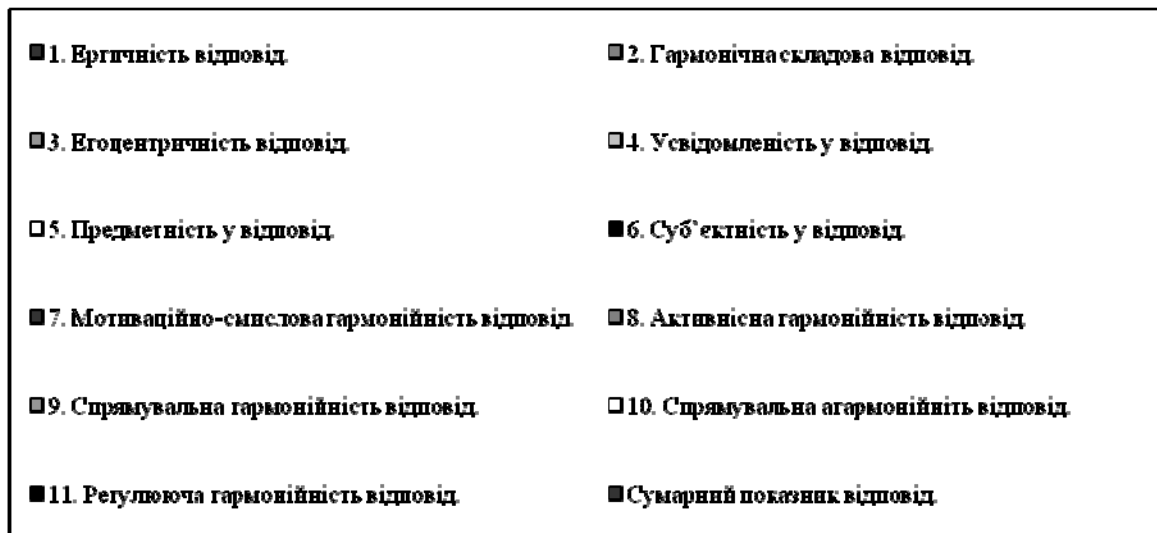 1. Ергічність відповід.
2. Гармонічна складова відповід.
3. Егоцентричність відповід.
4. Усвідомленість у відповід.
5. Предметність у відповід.
6. Суб`єктність у відповід.
7. Мотиваційно-смислова гармонійність відповід.
8. Активнісна гармонійність відповід.
9. Спрямувальна гармонійність відповід.
10. Спрямувальна агармонійніть відповід.
11. Регулююча гармонійність відповід.
Сумарний показник відповід.